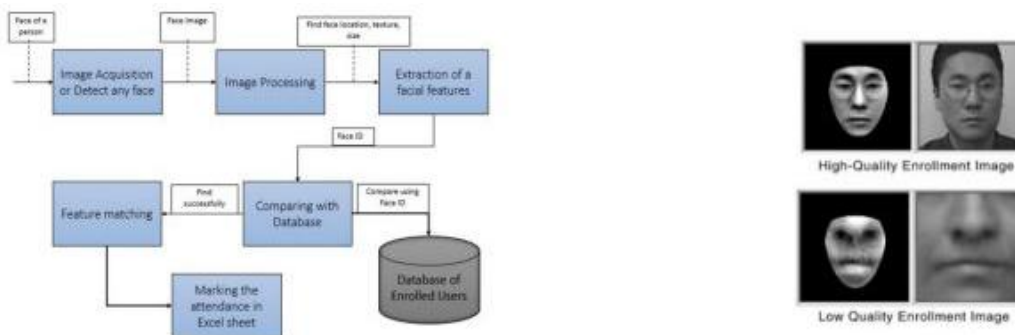 Face of a
person
Face Image
Find face location, texture,
size
Image Acquisition
or Detect any face
Image Processing
Extraction of a
facial features
Face ID
Feature matching
Find
successfully
Comparing with
Database
Compare using
Face ID
Database of
Enrolled Users
Marking the
attendance in
Excel sheet
High-Quality Enrollment Image
Low Quality Enrollment Image